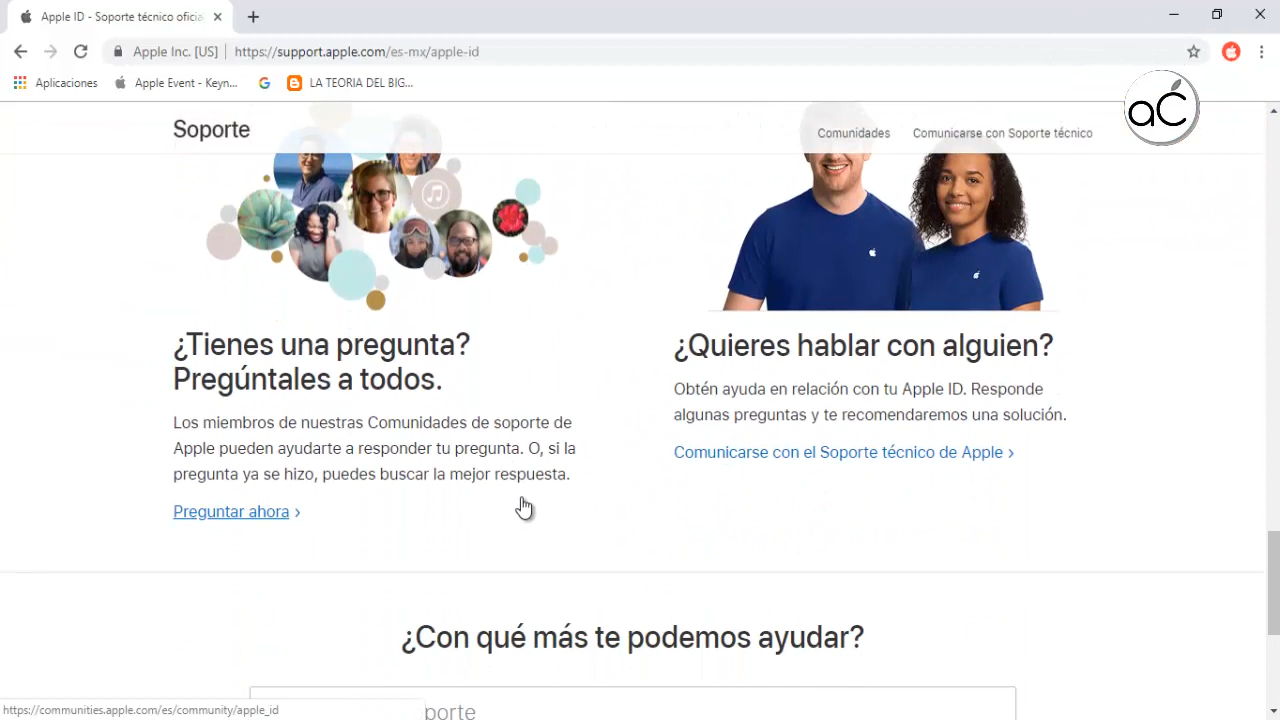 Apple ID - Soporte técnico oficia
Apple Inc. [US]
https://support.apple.com/es-mx/apple-id
Aplicaciones
Apple Event - Keyn...
LA TEORIA DEL BIG...
aC
Soporte
Comunidades
Comunicarse con Soporte técnico
¿Tienes una pregunta?
Pregúntales a todos.
Los miembros de nuestras Comunidades de soporte de
Apple pueden ayudarte a responder tu pregunta. O, si la
pregunta ya se hizo, puedes buscar la mejor respuesta.
Preguntar ahora ›
¿Quieres hablar con alguien?
Obtén ayuda en relación con tu Apple ID. Responde
algunas preguntas y te recomendaremos una solución.
Comunicarse con el Soporte técnico de Apple ›
¿Con qué más te podemos ayudar?
https://communities.apple.com/es/community/apple_id
porte